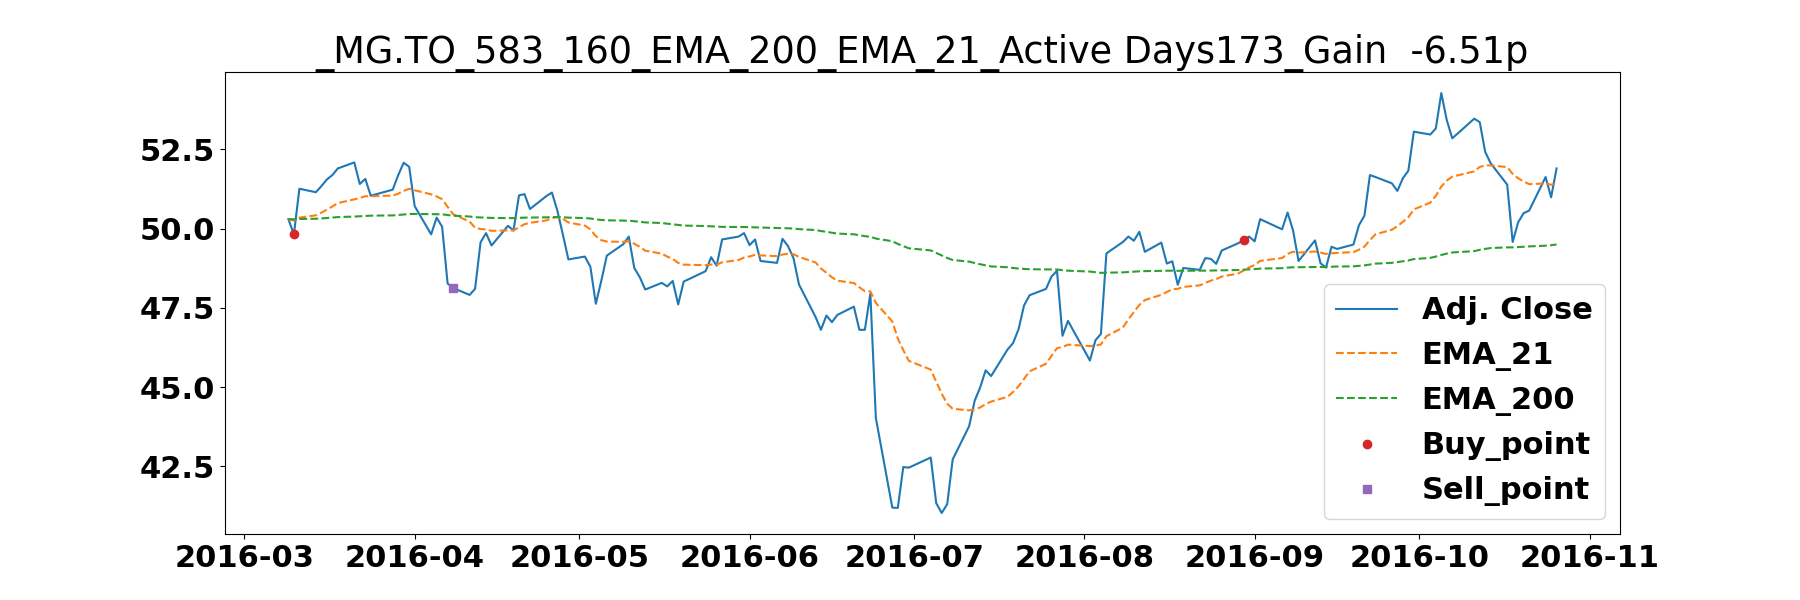 _MG.TO_583_160_EMA_200_EMA_21_Active Days173_Gain  -6.51p
52.5
50.0
47.5
45.0
42.5
Adj. Close
EMA_21
EMA_200
Buy_point
Sell_point
2016-03 2016-04 2016-05 2016-06 2016-07 2016-08 2016-09 2016-10 2016-11